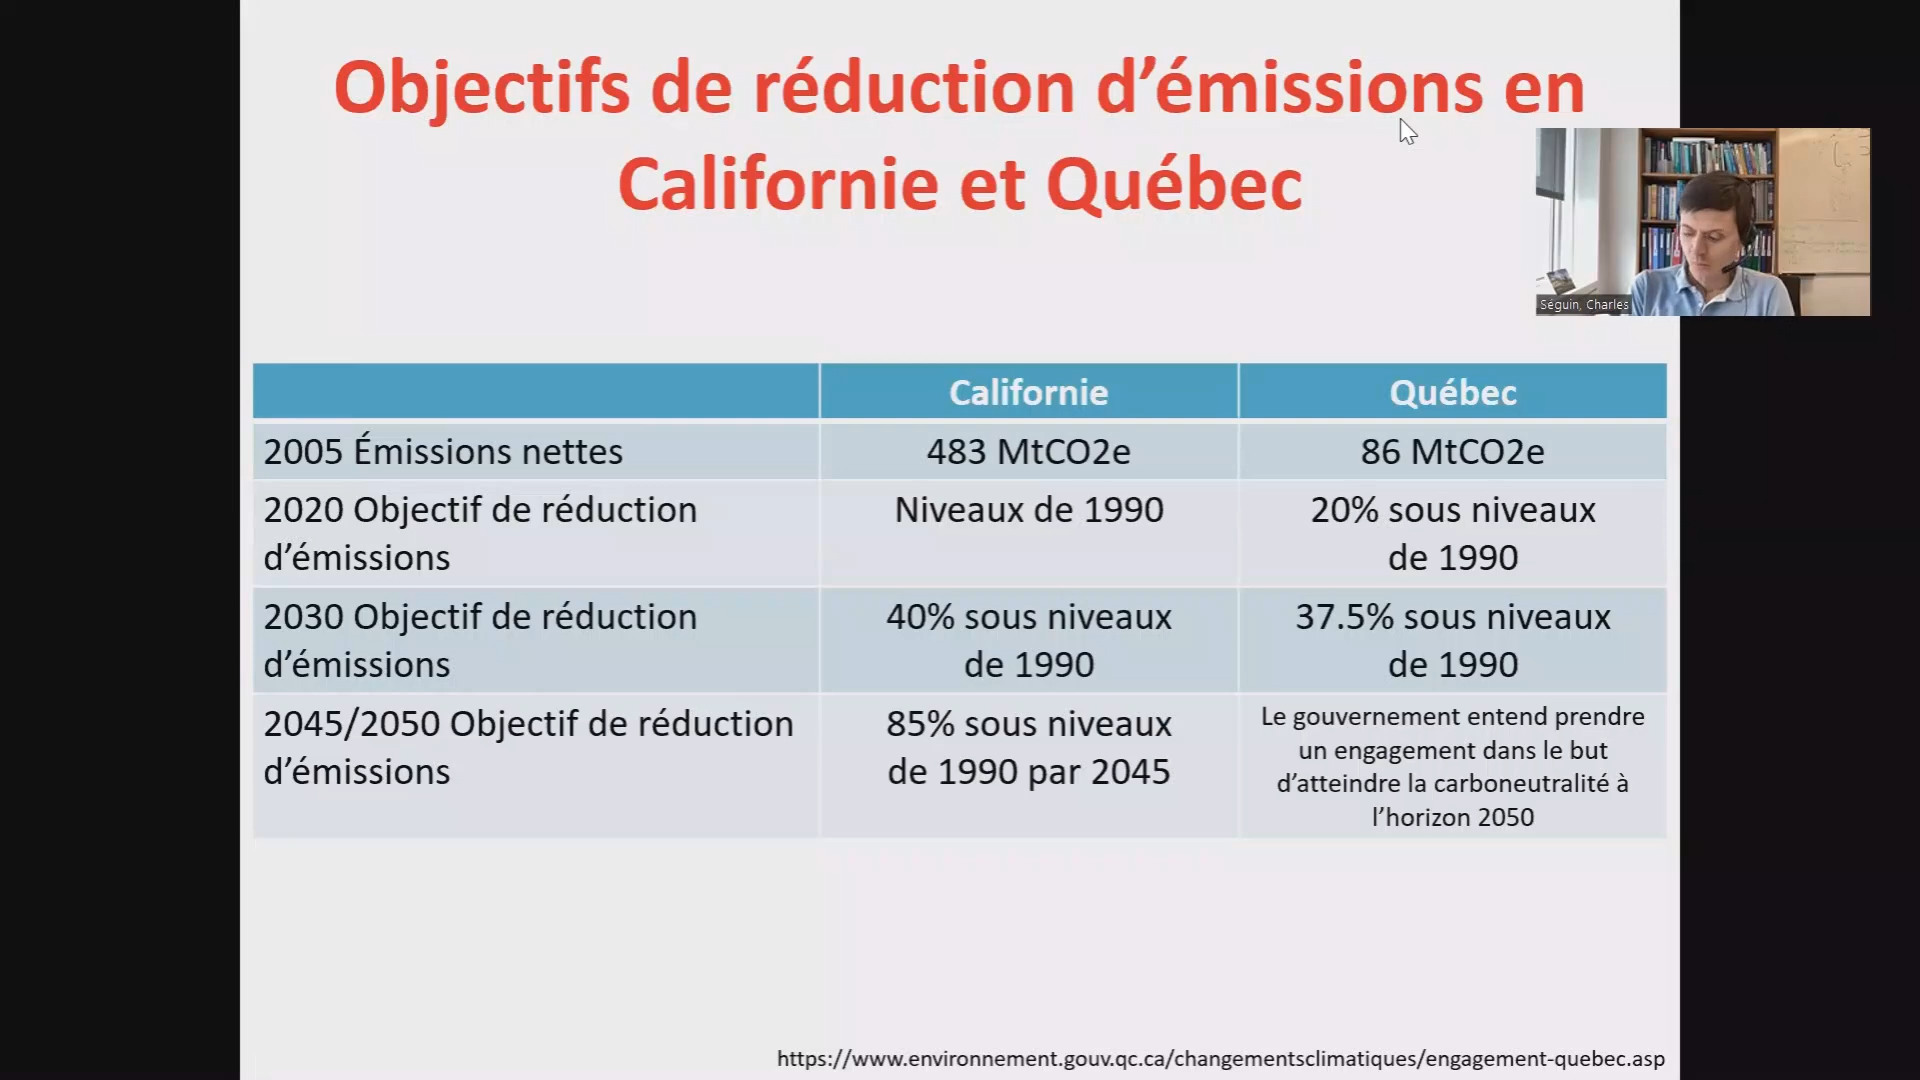 Objectifs de réduction d’émissions en
Californie et Québec
Séguin, Charles
Californie
Québec
2005 Émissions nettes
483 MtCO2e
86 MtCO2e
2020 Objectif de réduction
d’émissions
Niveaux de 1990
20% sous niveaux
de 1990
2030 Objectif de réduction
d’émissions
40% sous niveaux
de 1990
37.5% sous niveaux
de 1990
2045/2050 Objectif de réduction
d’émissions
85% sous niveaux
de 1990 par 2045
Le gouvernement entend prendre
un engagement dans le but
d’atteindre la carboneutralité à
l’horizon 2050
https://www.environnement.gouv.qc.ca/changementsclimatiques/engagement-quebec.asp